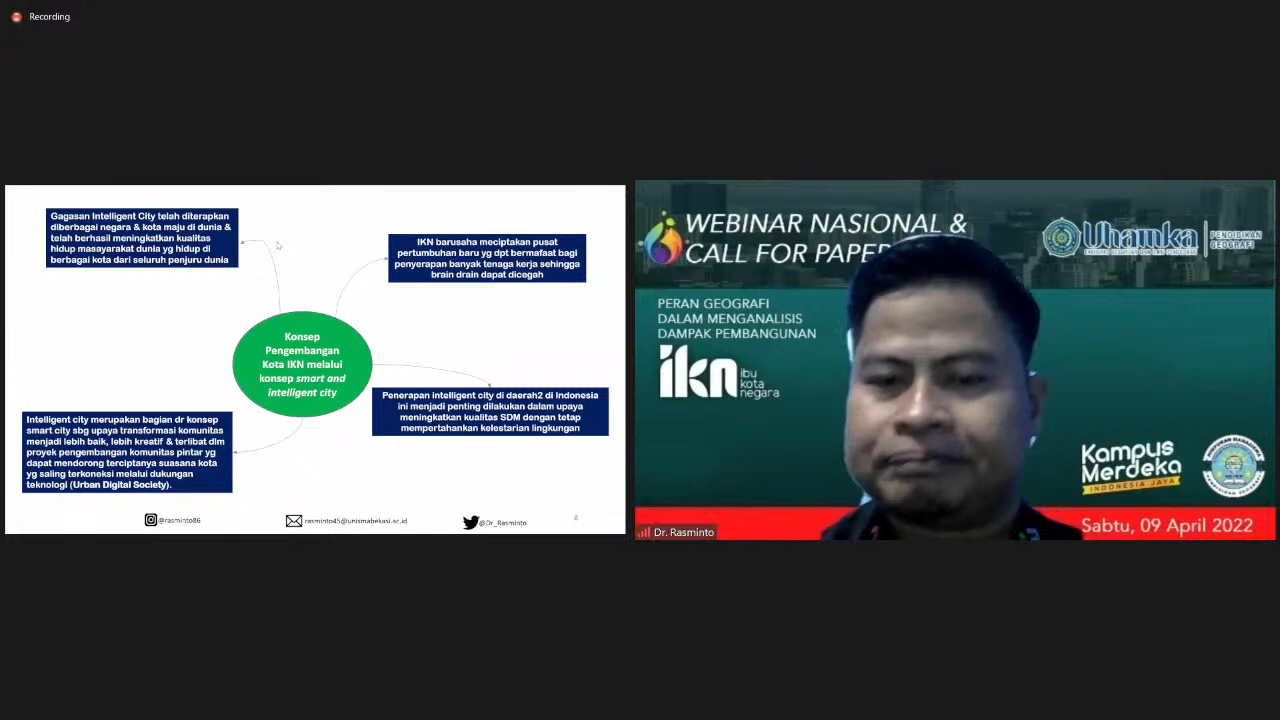 Recording
Gagasan Intelligent City telah diterapkan
diberbagai negara & kota maju di dunia &
telah berhasil meningkatkan kualitas
hidup masayarakat dunia yg hidup di
berbagai kota dari seluruh penjuru dunia
IKN barusaha meciptakan pusat
pertumbuhan baru yg dpt bermafaat bagi
penyerapan banyak tenaga kerja sehingga
brain drain dapat dicegah
Konsep
Pengembangan
Kota IKN melalui
konsep smart and
intelligent city
Penerapan intelligent city di daerah2 di Indonesia
ini menjadi penting dilakukan dalam upaya
meningkatkan kualitas SDM dengan tetap
mempertahankan kelestarian lingkungan
Intelligent city merupakan bagian dr konsep
smart city sbg upaya transformasi komunitas
menjadi lebih baik, lebih kreatif & terlibat dlm
proyek pengembangan komunitas pintar yg
dapat mendorong terciptanya suasana kota
yg saling terkoneksi melalui dukungan
teknologi (Urban Digital Society).
@rasminto86
rasminto45@unismabekasi.ac.id
@Dr_Rasminto
8
WEBINAR NASIONAL &
CALL FOR PAPER
Uhamka
PENDIDIKAN
GEOGRAFI
PERAN GEOGRAFI
DALAM MENGANALISIS
DAMPAK PEMBANGUNAN
ikn
ibu
kota
negara
Kampus
Merdeka
INDONESIA JAYA
Sabtu, 09 April 2022
Dr. Rasminto